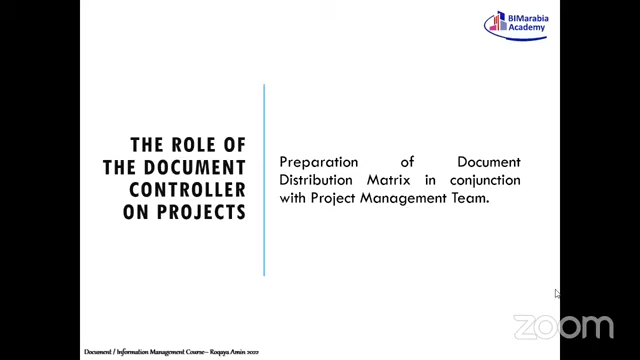 BIMarabia
Academy
THE ROLE OF
THE DOCUMENT
CONTROLLER
ON PROJECTS
Preparation of Document
Distribution Matrix in conjunction
with Project Management Team.
zoom
Document / Information Management Course– Roqaya Amin 2022